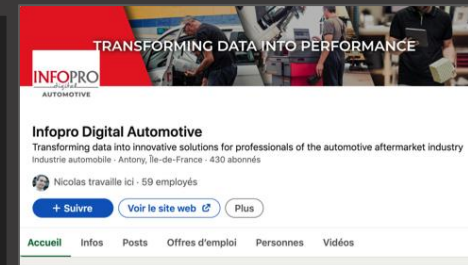 TRANSFORMING DATA INTO PERFORMANCE
INFOPRO
digital
AUTOMOTIVE
Infopro Digital Automotive
Transforming data into innovative solutions for professionals of the automotive aftermarket industry
Industrie automobile · Antony, Île-de-France · 430 abonnés
Nicolas travaille ici · 59 employés
+ Suivre Voir le site web Plus
Accueil Infos Posts Offres d'emploi Personnes Vidéos